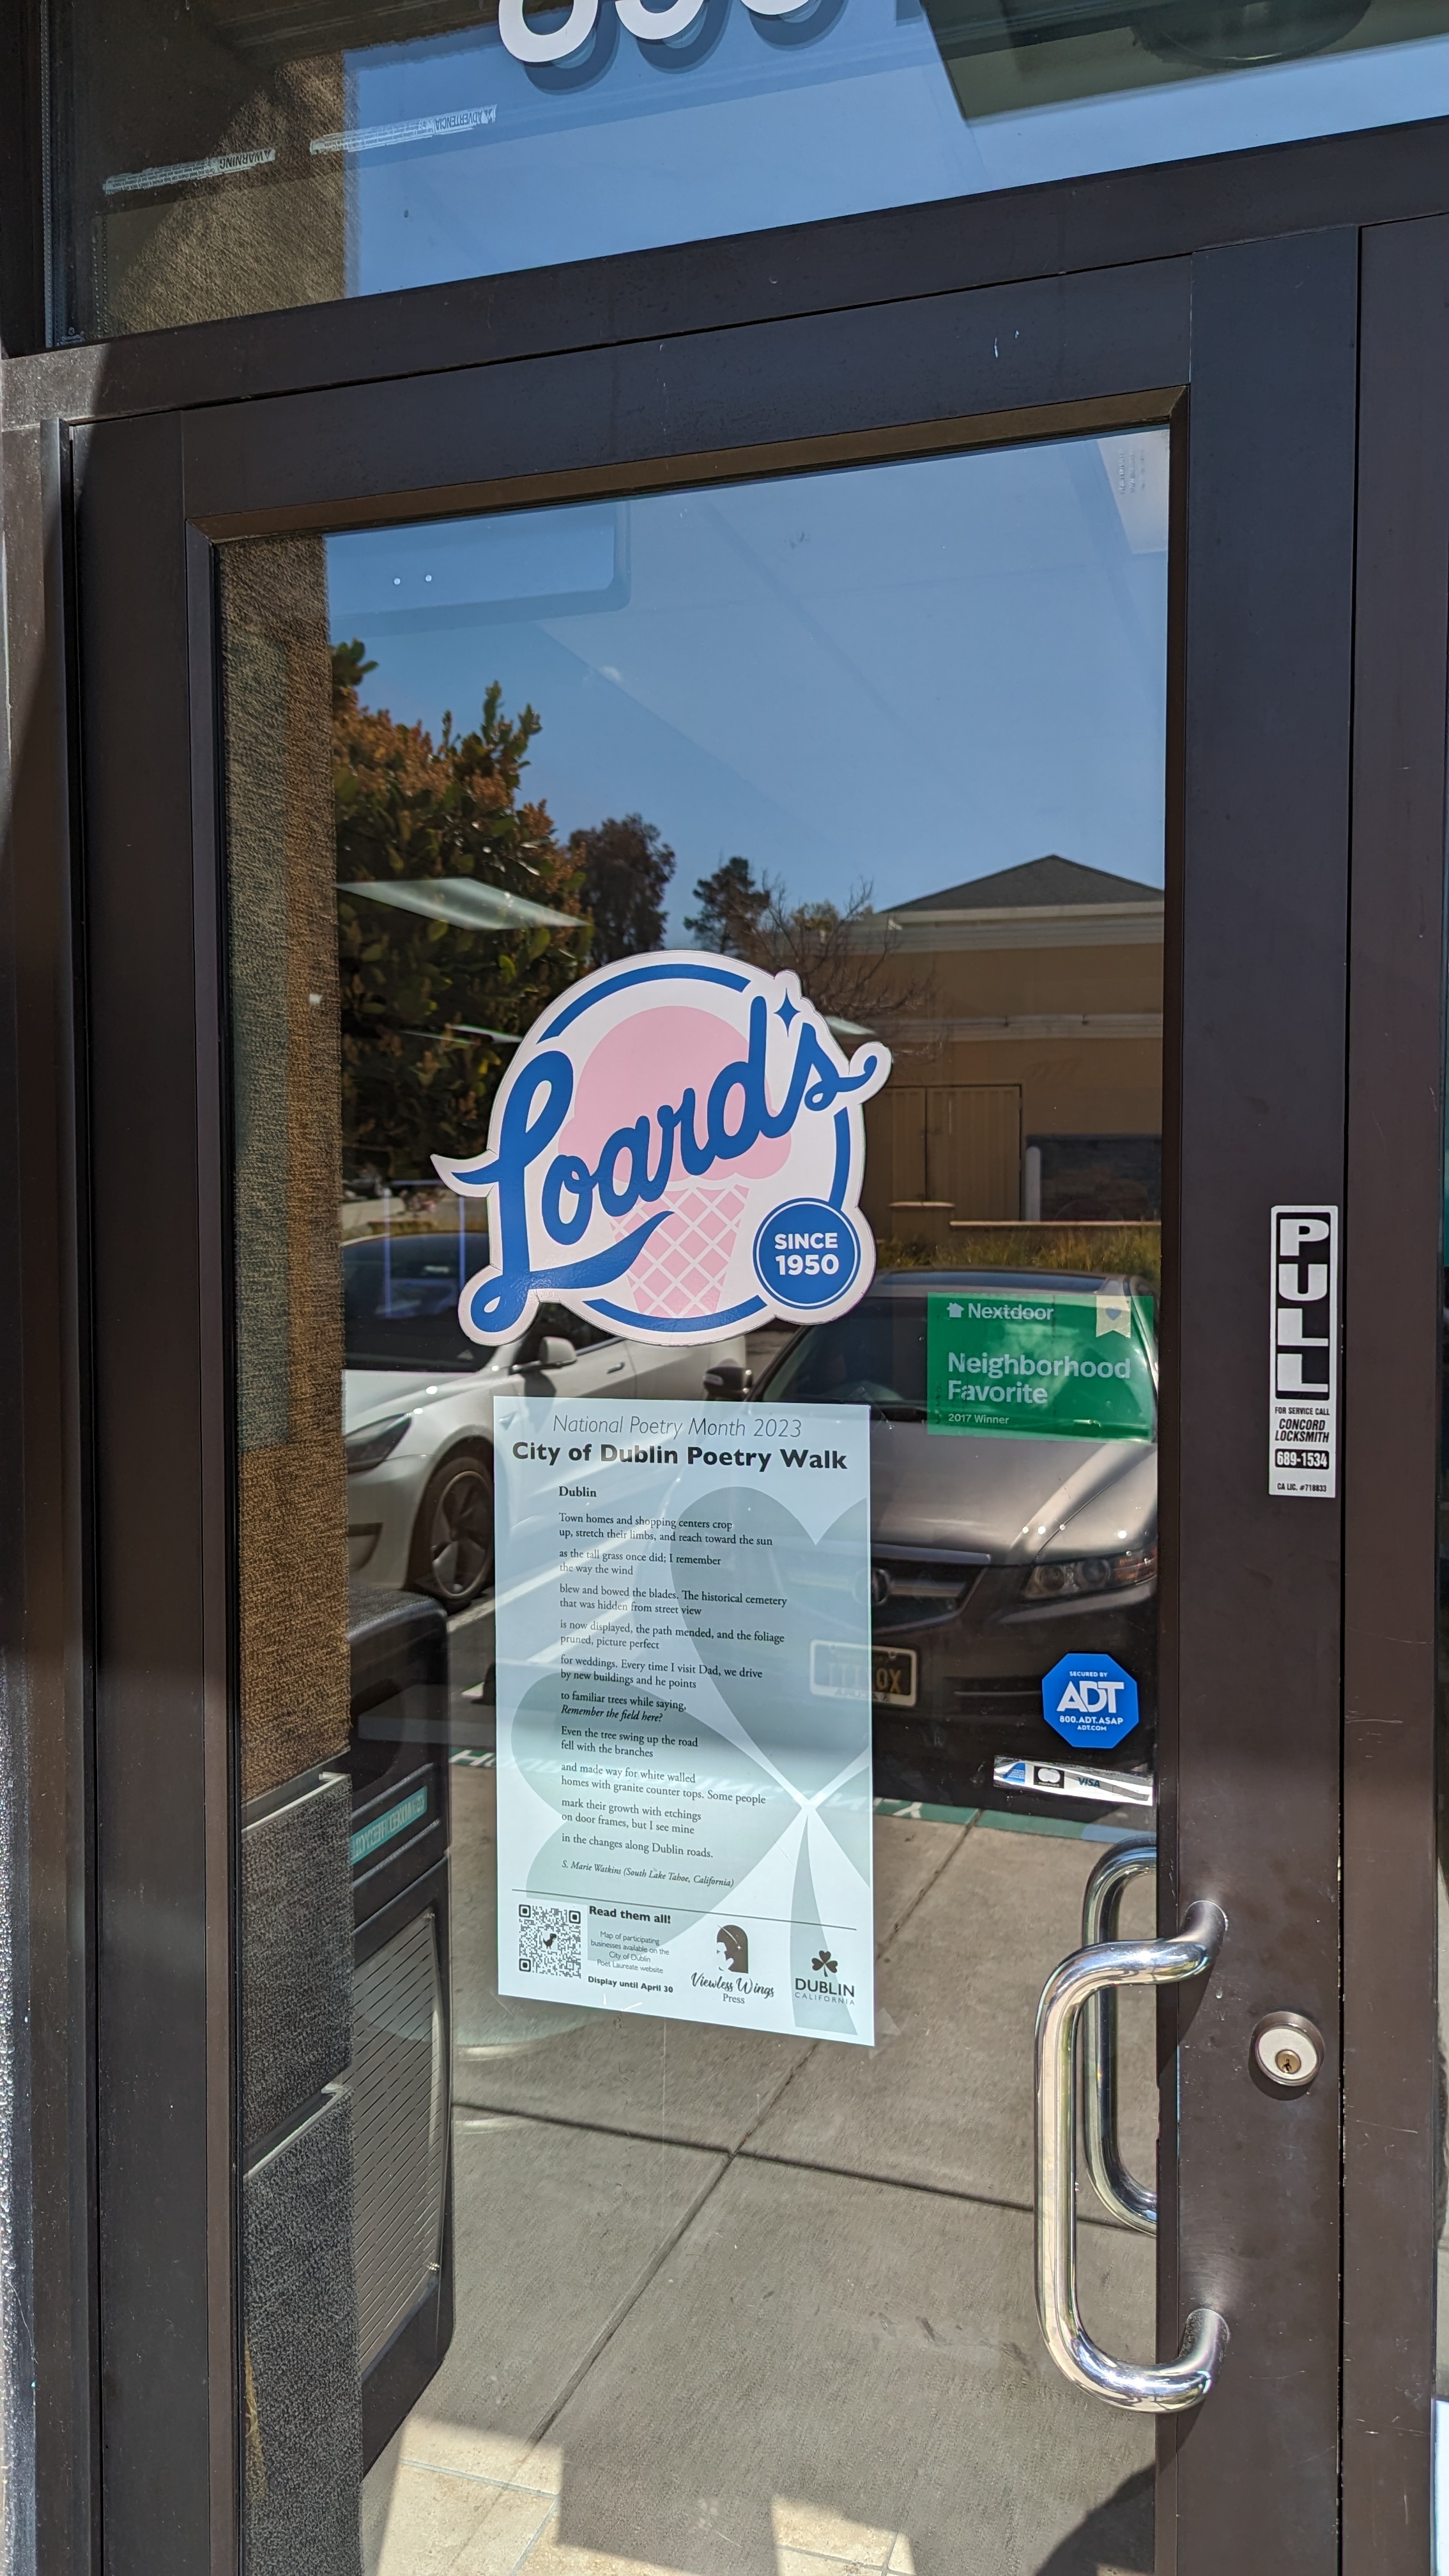 WARNING
ADVERTENCIA
Loard's
SINCE
1950
Nextdoor
Neighborhood
Favorite
2017 Winner
PULL
FOR SERVICE CALL
CONCORD
LOCKSMITH
689-1534
CA LIC. #718833
National Poetry Month 2023
City of Dublin Poetry Walk
Dublin
Town homes and shopping centers crop
up, stretch their limbs, and reach toward the sun
as the tall grass once did; I remember
the way the wind
blew and bowed the blades. The historical cemetery
that was hidden from street view
is now displayed, the path mended, and the foliage
pruned, picture perfect
for weddings. Every time I visit Dad, we drive
by new buildings and he points
to familiar trees while saying,
Remember the field here?
Even the tree swing up the road
fell with the branches
and made way for white walled
homes with granite counter tops. Some people
mark their growth with etchings
on door frames, but I see mine
in the changes along Dublin roads.
S. Marie Watkins (South Lake Tahoe, California)
Read them all!
Map of participating
businesses available on the
City of Dublin
Poet Laureate website
Display until April 30
Viewless Wings
Press
DUBLIN
CALIFORNIA
SECURED BY
ADT
800.ADT.ASAP
ADT.COM
VISA